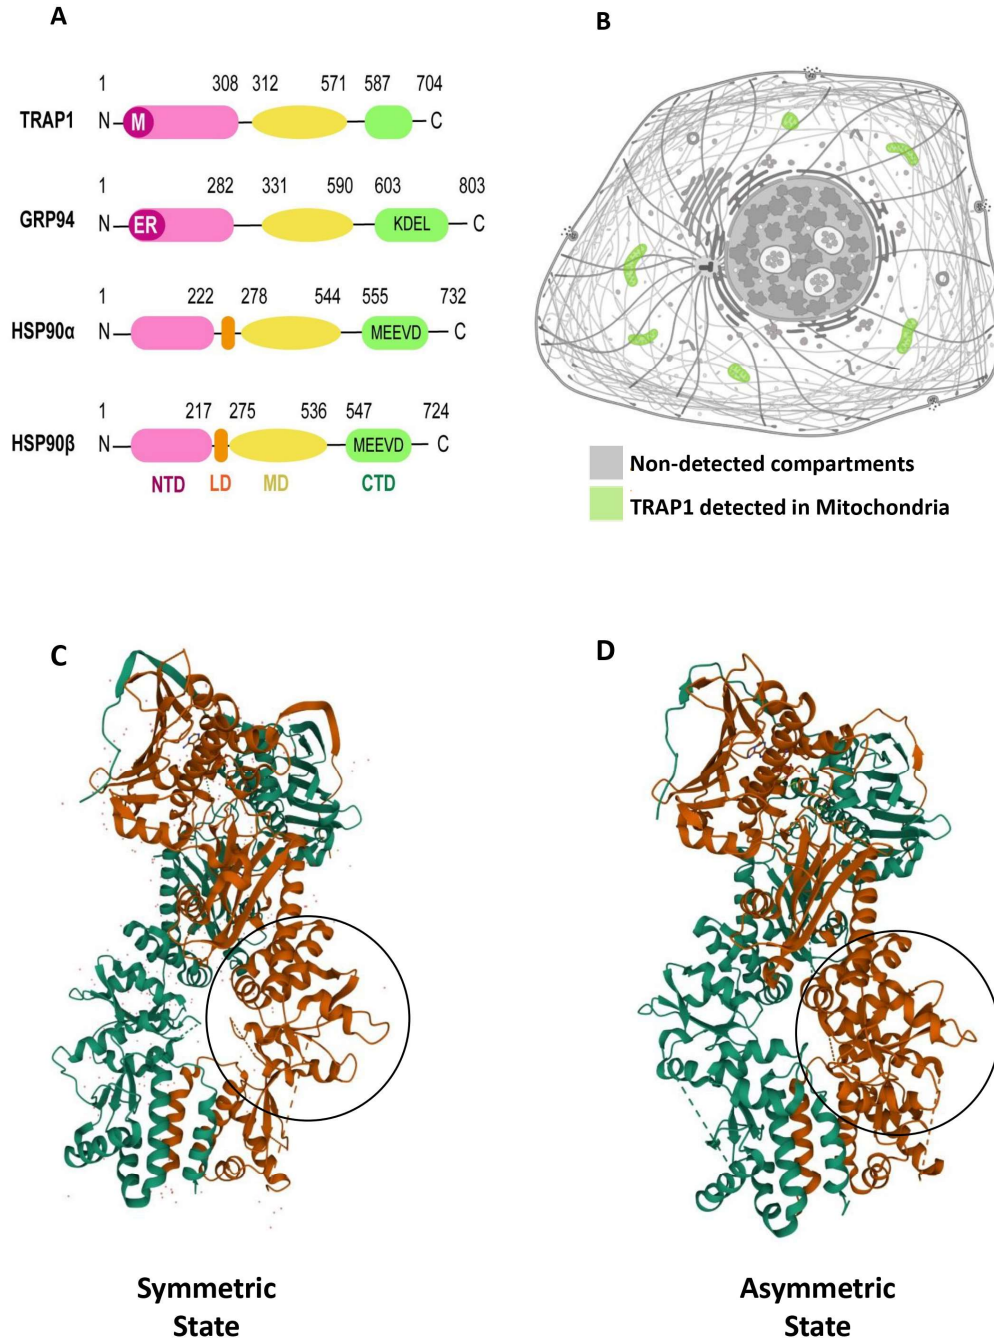 A
1 308 312 571 587 704
TRAP1 N M C
1 282 331 590 603 803
GRP94 N ER KDEL C
1 222 278 544 555 732
HSP90α N MEEVD C
1 217 275 536 547 724
HSP90β N MEEVD C
NTD LD MD CTD
B
Non-detected compartments
TRAP1 detected in Mitochondria
C
D
Symmetric
State
Asymmetric
State